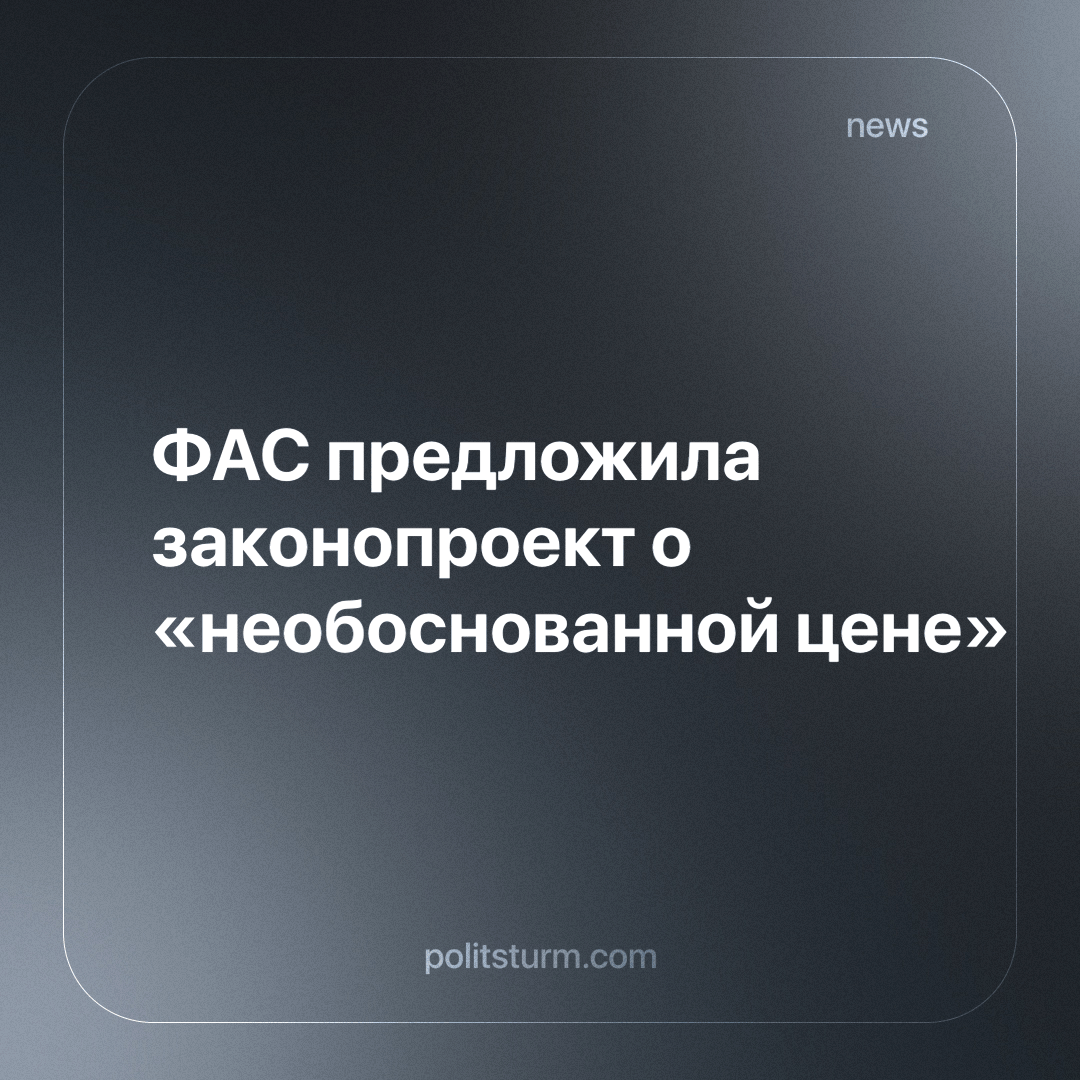 news
ФАС предложила
законопроект о
«необоснованной цене»
politsturm.com